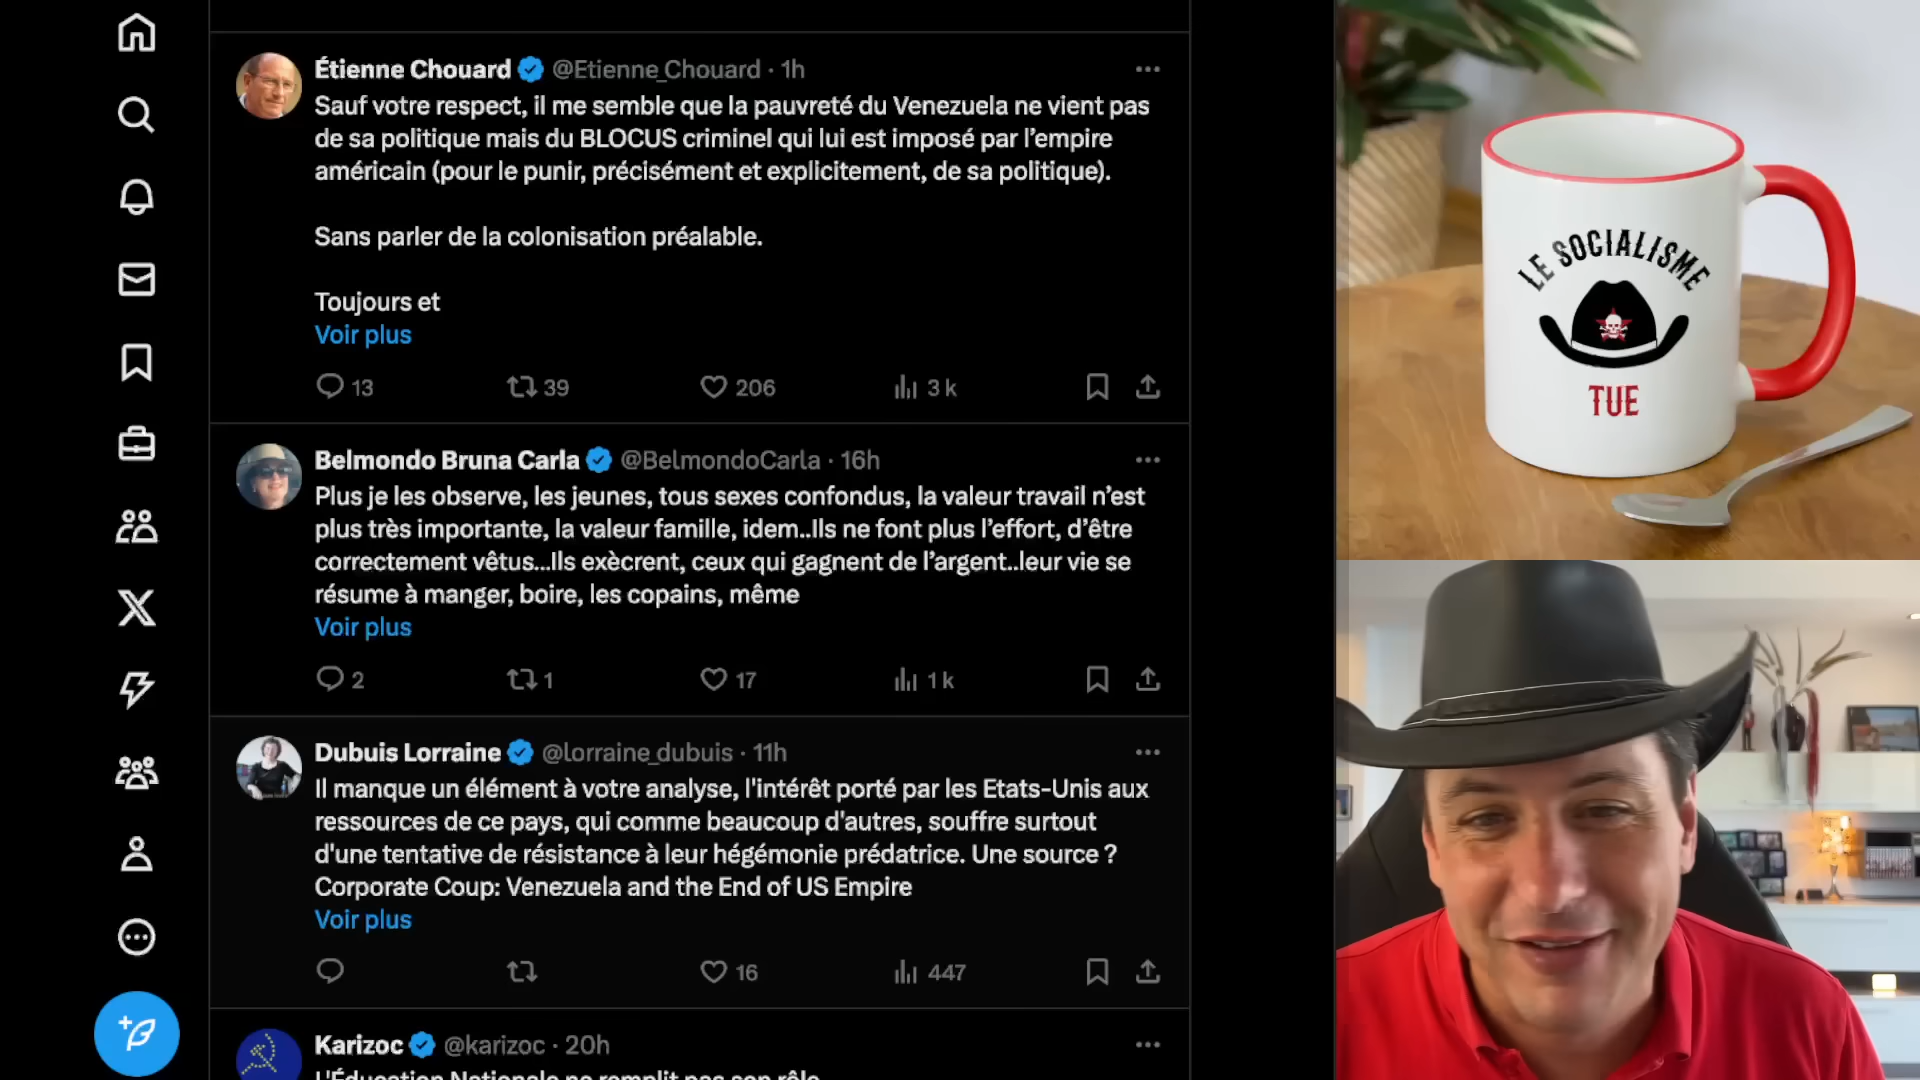 Étienne Chouard @Etienne_Chouard · 1h
Sauf votre respect, il me semble que la pauvreté du Venezuela ne vient pas
de sa politique mais du BLOCUS criminel qui lui est imposé par l’empire
américain (pour le punir, précisément et explicitement, de sa politique).
Sans parler de la colonisation préalable.
Toujours et
Voir plus
13 39 206 3 k
Belmondo Bruna Carla @BelmondoCarla · 16h
Plus je les observe, les jeunes, tous sexes confondus, la valeur travail n’est
plus très importante, la valeur famille, idem..Ils ne font plus l’effort, d’être
correctement vêtus...Ils exècrent, ceux qui gagnent de l’argent..leur vie se
résume à manger, boire, les copains, même
Voir plus
2 1 17 1 k
Dubuis Lorraine @lorraine_dubuis · 11h
Il manque un élément à votre analyse, l'intérêt porté par les Etats-Unis aux
ressources de ce pays, qui comme beaucoup d'autres, souffre surtout
d'une tentative de résistance à leur hégémonie prédatrice. Une source ?
Corporate Coup: Venezuela and the End of US Empire
Voir plus
16 447
Karizoc @karizoc · 20h
L'Éducation Nationale ne remplit pas son rôle
LE SOCIALISME
TUE